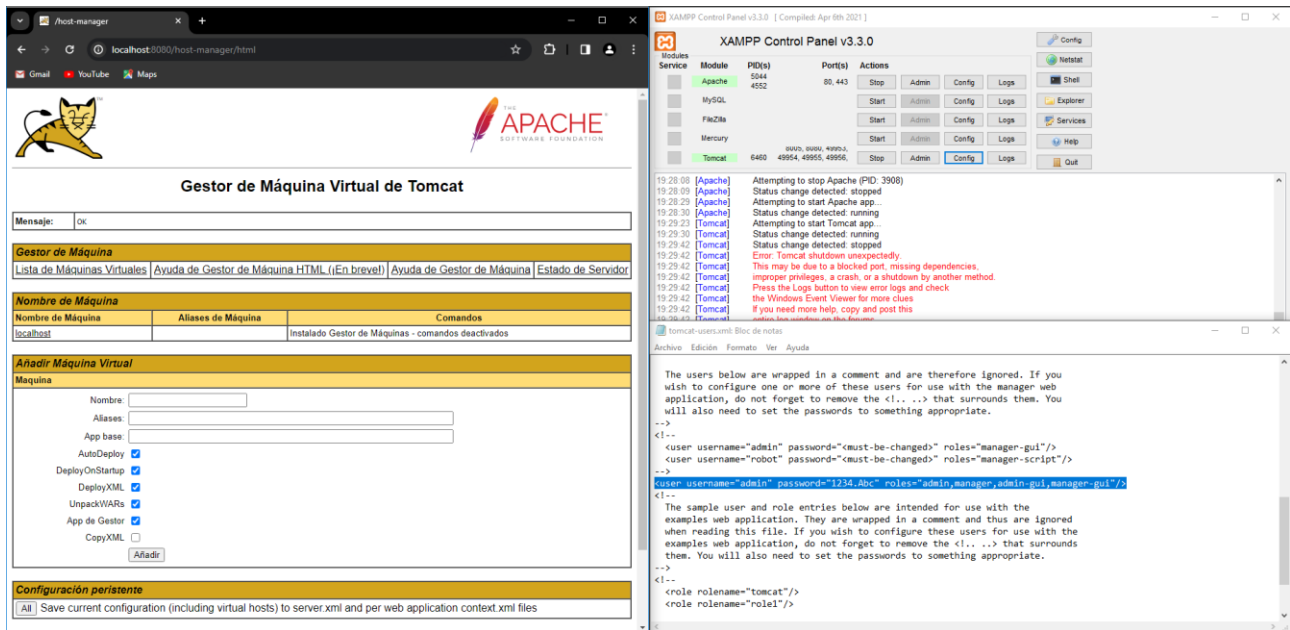 /host-manager
localhost:8080/host-manager/html
Gmail YouTube Maps
TM
THE
APACHE
SOFTWARE FOUNDATION
Gestor de Máquina Virtual de Tomcat
Mensaje: OK
Gestor de Máquina
Lista de Máquinas Virtuales Ayuda de Gestor de Máquina HTML (¡En breve!) Ayuda de Gestor de Máquina Estado de Servidor
Nombre de Máquina
Nombre de Máquina Aliases de Máquina Comandos
localhost Instalado Gestor de Máquinas - comandos deactivados
Añadir Máquina Virtual
Maquina
Nombre:
Aliases:
App base:
AutoDeploy
DeployOnStartup
DeployXML
UnpackWARs
App de Gestor
CopyXML
Añadir
Configuración peristente
All Save current configuration (including virtual hosts) to server.xml and per web application context.xml files
XAMPP Control Panel v3.3.0 [ Compiled: Apr 6th 2021 ]
XAMPP Control Panel v3.3.0
Modules
Service Module PID(s) Port(s) Actions
Apache 5044 4552 80, 443 Stop Admin Config Logs
MySQL Start Admin Config Logs
FileZilla Start Admin Config Logs
Mercury Start Admin Config Logs
8005, 8080, 49953,
Tomcat 6460 49954, 49955, 49956, Stop Admin Config Logs
Config
Netstat
Shell
Explorer
Services
Help
Quit
19:28:08 [Apache] Attempting to stop Apache (PID: 3908)
19:28:09 [Apache] Status change detected: stopped
19:28:29 [Apache] Attempting to start Apache app...
19:28:30 [Apache] Status change detected: running
19:29:23 [Tomcat] Attempting to start Tomcat app...
19:29:30 [Tomcat] Status change detected: running
19:29:42 [Tomcat] Status change detected: stopped
19:29:42 [Tomcat] Error: Tomcat shutdown unexpectedly.
19:29:42 [Tomcat] This may be due to a blocked port, missing dependencies,
19:29:42 [Tomcat] improper privileges, a crash, or a shutdown by another method.
19:29:42 [Tomcat] Press the Logs button to view error logs and check
19:29:42 [Tomcat] the Windows Event Viewer for more clues
19:29:42 [Tomcat] If you need more help, copy and post this
19:29:42 [Tomcat] entire log window on the forums
tomcat-users.xml: Bloc de notas
Archivo Edición Formato Ver Ayuda
The users below are wrapped in a comment and are therefore ignored. If you
wish to configure one or more of these users for use with the manager web
application, do not forget to remove the <!.. ..> that surrounds them. You
will also need to set the passwords to something appropriate.
-->
<!--
<user username="admin" password="<must-be-changed>" roles="manager-gui"/>
<user username="robot" password="<must-be-changed>" roles="manager-script"/>
-->
<user username="admin" password="1234.Abc" roles="admin,manager,admin-gui,manager-gui"/>
<!--
The sample user and role entries below are intended for use with the
examples web application. They are wrapped in a comment and thus are ignored
when reading this file. If you wish to configure these users for use with the
examples web application, do not forget to remove the <!.. ..> that surrounds
them. You will also need to set the passwords to something appropriate.
-->
<!--
<role rolename="tomcat"/>
<role rolename="role1"/>